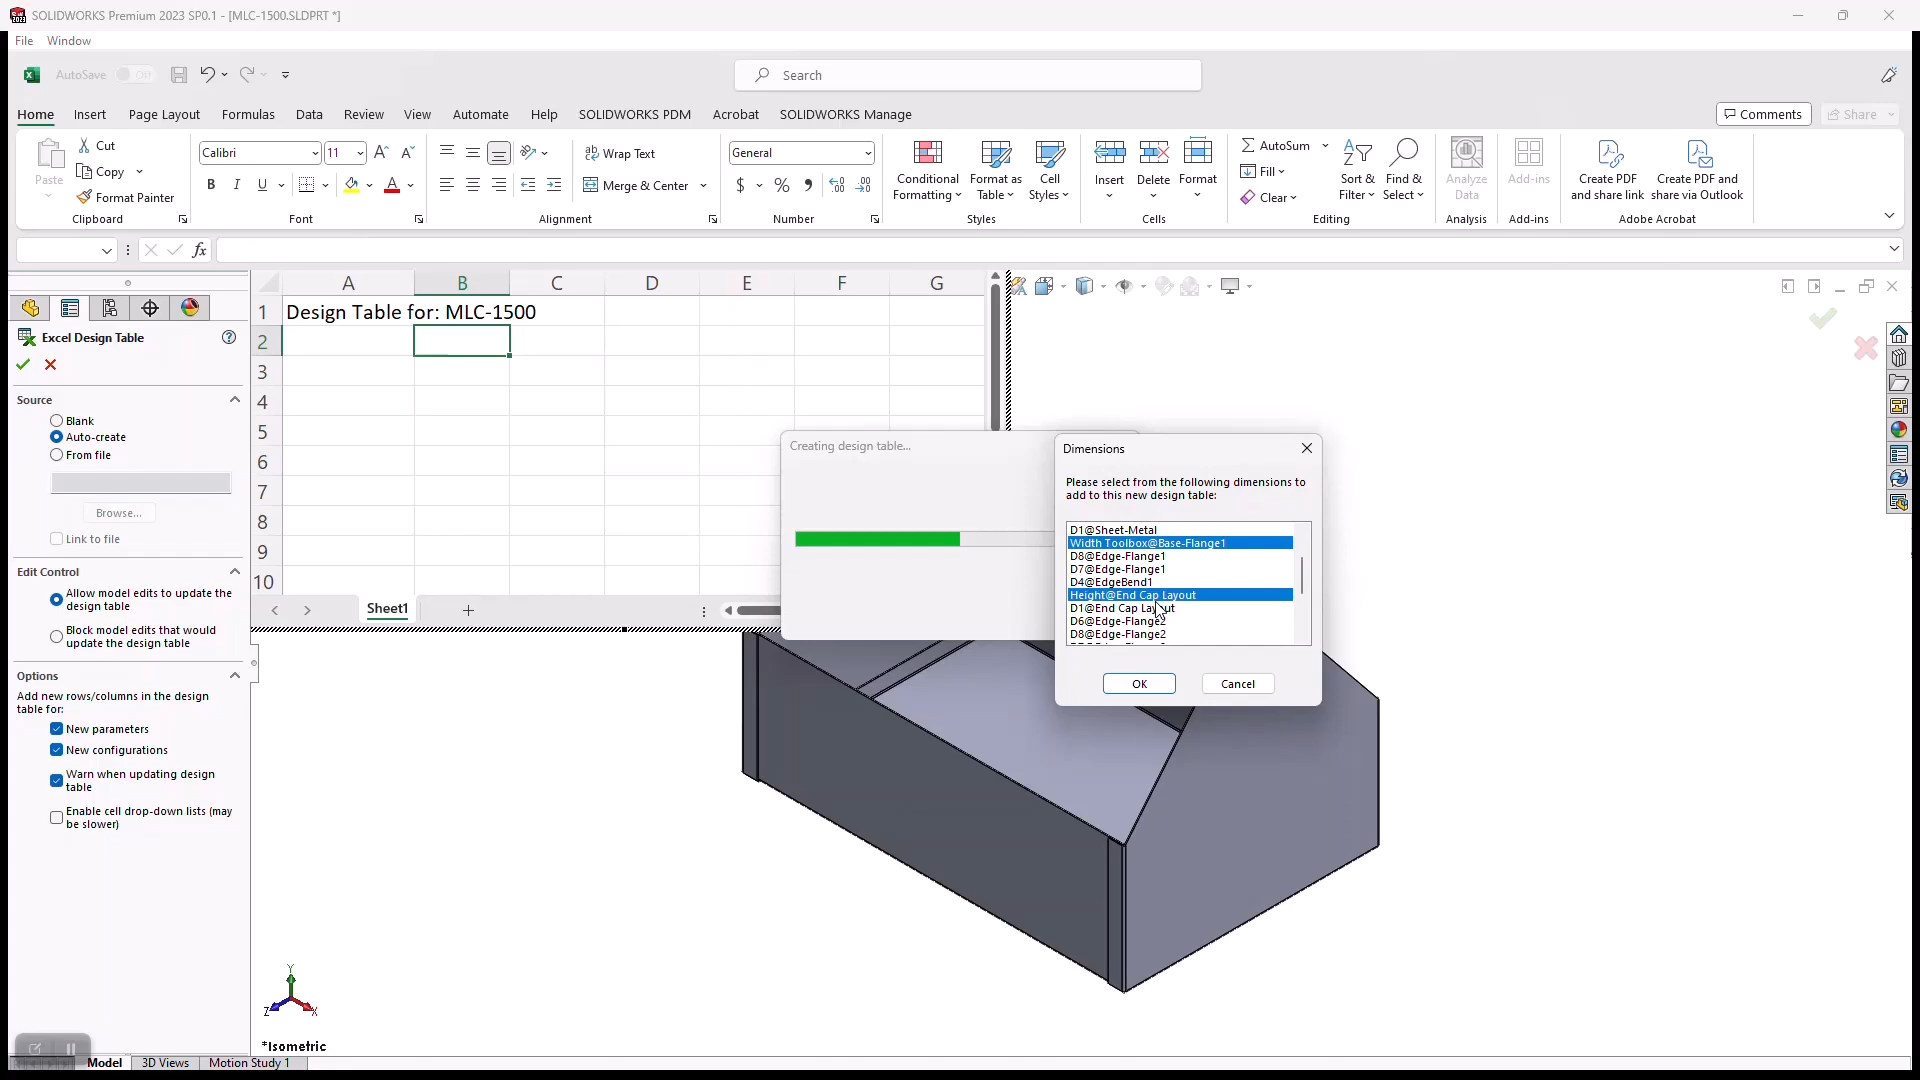 SOLIDWORKS Premium 2023 SP0.1 - [MLC-1500.SLDPRT *]
File Window
AutoSave Off
Search
Home Insert Page Layout Formulas Data Review View Automate Help SOLIDWORKS PDM Acrobat SOLIDWORKS Manage
Comments Share
Paste
Cut
Copy
Format Painter
Clipboard
Calibri 11
B I U
Font
Wrap Text
Merge & Center
Alignment
General
$ % 9
Number
Conditional Formatting
Format as Table
Cell Styles
Styles
Insert Delete Format
Cells
AutoSum
Fill
Clear
Sort & Filter
Find & Select
Editing
Analyze Data
Analysis
Add-ins
Add-ins
Create PDF and share link
Create PDF and share via Outlook
Adobe Acrobat
fx
A B C D E F G
1 Design Table for: MLC-1500
2
3
4
5
6
7
8
9
10
Sheet1
Excel Design Table
Source
Blank
Auto-create
From file
Browse...
Link to file
Edit Control
Allow model edits to update the
design table
Block model edits that would
update the design table
Options
Add new rows/columns in the design
table for:
New parameters
New configurations
Warn when updating design
table
Enable cell drop-down lists (may
be slower)
Creating design table...
Dimensions
Please select from the following dimensions to
add to this new design table:
D1@Sheet-Metal
Width Toolbox@Base-Flange1
D8@Edge-Flange1
D7@Edge-Flange1
D4@EdgeBend1
Height@End Cap Layout
D1@End Cap Layout
D6@Edge-Flange2
D8@Edge-Flange2
OK Cancel
Y
Z X
*Isometric
Model 3D Views Motion Study 1